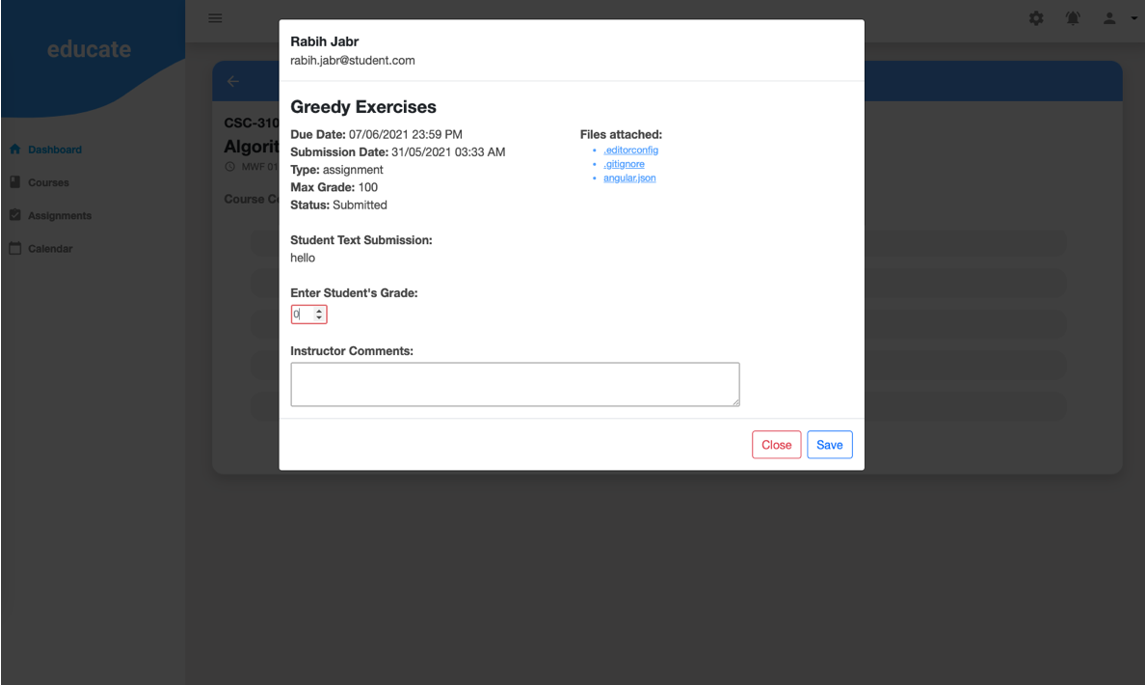 educate
Dashboard
Courses
Assignments
Calendar
CSC-310
Algorit
MWF 01
Course Co
Rabih Jabr
rabih.jabr@student.com
Greedy Exercises
Due Date: 07/06/2021 23:59 PM
Submission Date: 31/05/2021 03:33 AM
Type: assignment
Max Grade: 100
Status: Submitted
Files attached:
.editorconfig
.gitignore
angular.json
Student Text Submission:
hello
Enter Student's Grade:
0
Instructor Comments:
Close Save